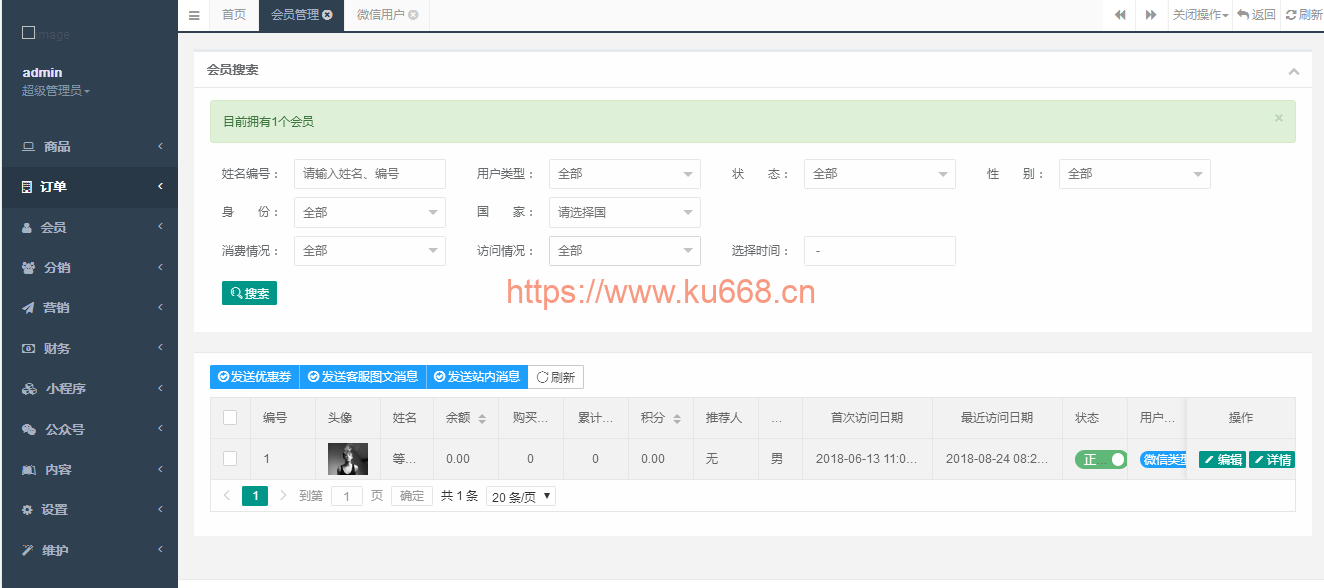 image
admin
超级管理员
商品
订单
会员
分销
营销
财务
小程序
公众号
内容
设置
维护
首页 会员管理 微信用户 关闭操作 返回 刷新
会员搜索
目前拥有1个会员 ×
姓名编号： 请输入姓名、编号 用户类型： 全部 状 态： 全部 性 别： 全部
身 份： 全部 国 家： 请选择国
消费情况： 全部 访问情况： 全部 选择时间： -
搜索
https://www.ku668.cn
发送优惠券 发送客服图文消息 发送站内消息 刷新
编号 头像 姓名 余额 购买... 累计... 积分 推荐人 ... 首次访问日期 最近访问日期 状态 用户... 操作
1 等... 0.00 0 0 0.00 无 男 2018-06-13 11:0... 2018-08-24 08:2... 正... 微信类型 编辑 详情
1 到第 1 页 确定 共 1 条 20 条/页